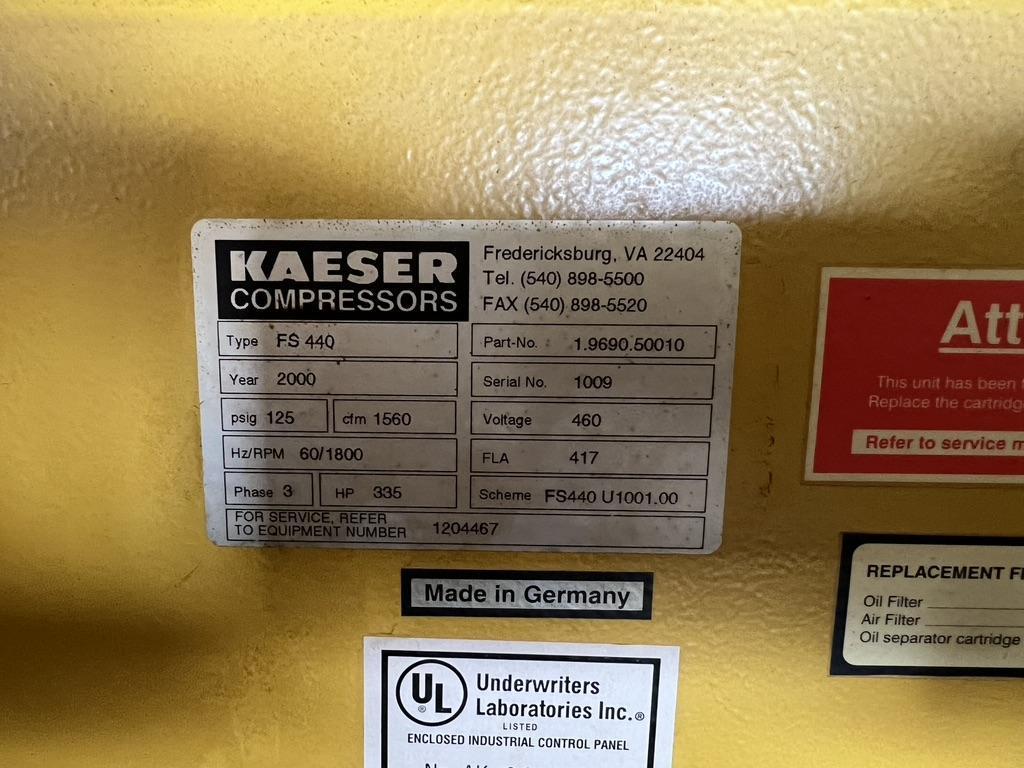 KAESER
COMPRESSORS
Fredericksburg, VA 22404
Tel. (540) 898-5500
FAX (540) 898-5520
Type FS 440
Part-No. 1.9690.50010
Year 2000
Serial No. 1009
psig 125 cfm 1560
Voltage 460
Hz/RPM 60/1800
FLA 417
Phase 3 HP 335
Scheme FS440 U1001.00
FOR SERVICE, REFER
TO EQUIPMENT NUMBER 1204467
Made in Germany
UL ®
Underwriters
Laboratories Inc.®
LISTED
ENCLOSED INDUSTRIAL CONTROL PANEL
This unit has been
Replace the
Refer to service
REPLACEMENT
Oil Filter
Air Filter
Oil separator cartridge